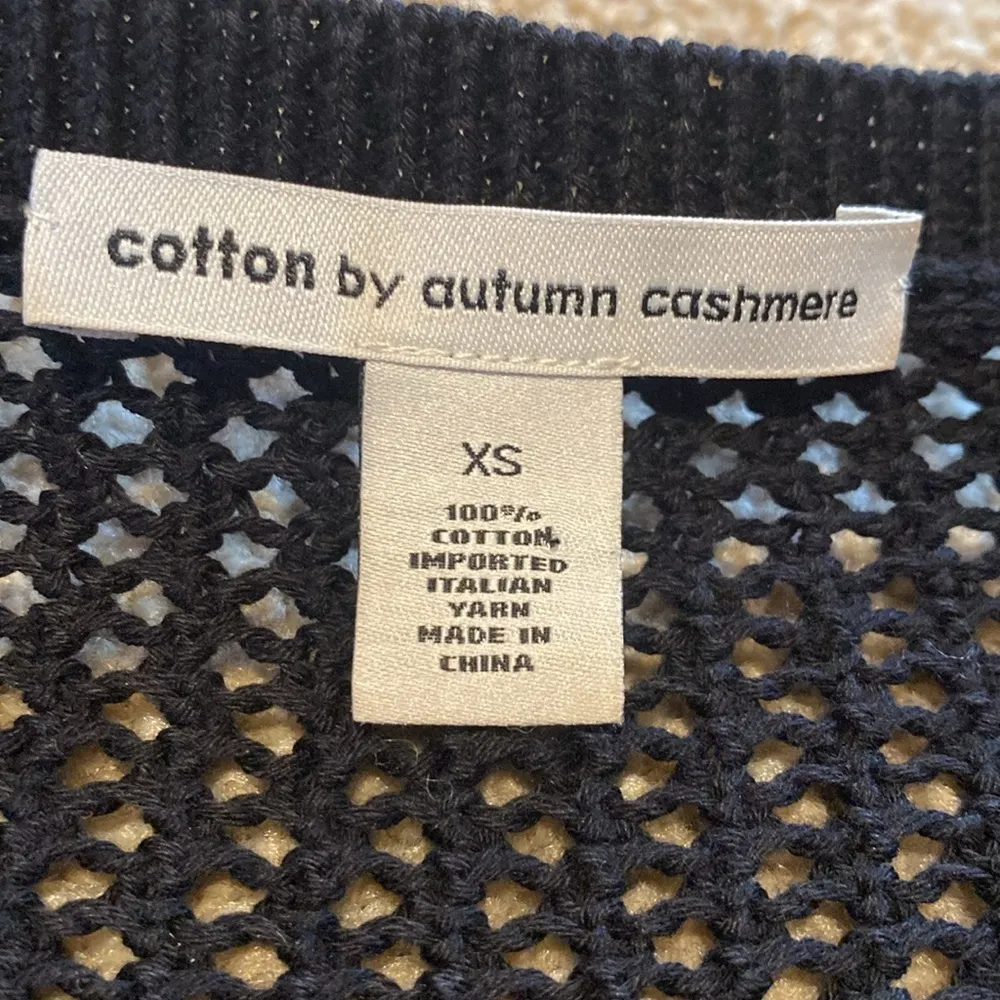 cotton by autumn cashmere
XS
100%
COTTON,
IMPORTED
ITALIAN
YARN
MADE IN
CHINA